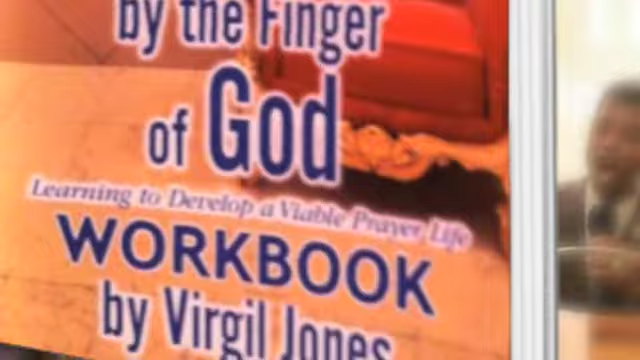 by the Finger
of God
Learning to Develop a Viable Prayer Life
WORKBOOK
by Virgil Jones